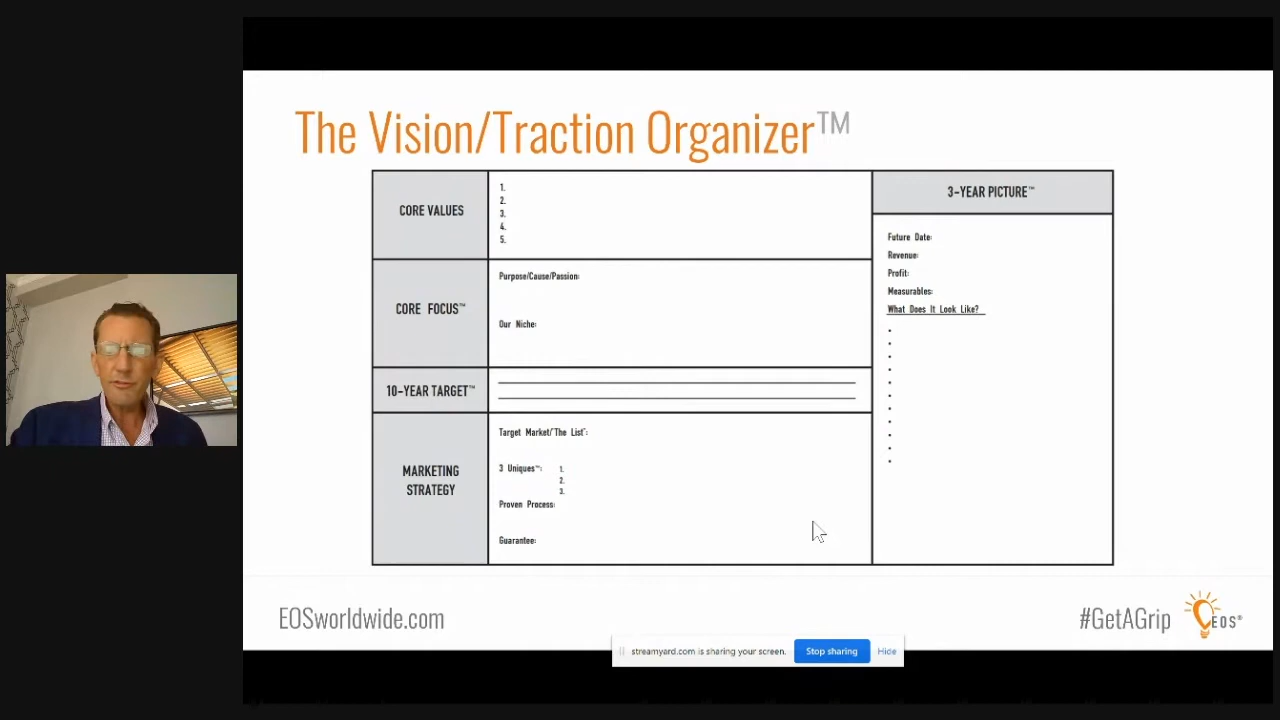 The Vision/Traction Organizer™
CORE VALUES
1.
2.
3.
4.
5.
CORE FOCUS™
Purpose/Cause/Passion:
Our Niche:
10-YEAR TARGET™
MARKETING
STRATEGY
Target Market/"The List":
3 Uniques™: 1.
2.
3.
Proven Process:
Guarantee:
3-YEAR PICTURE™
Future Date:
Revenue:
Profit:
Measurables:
What Does It Look Like?
EOSworldwide.com
#GetAGrip
EOS®
streamyard.com is sharing your screen. Stop sharing Hide